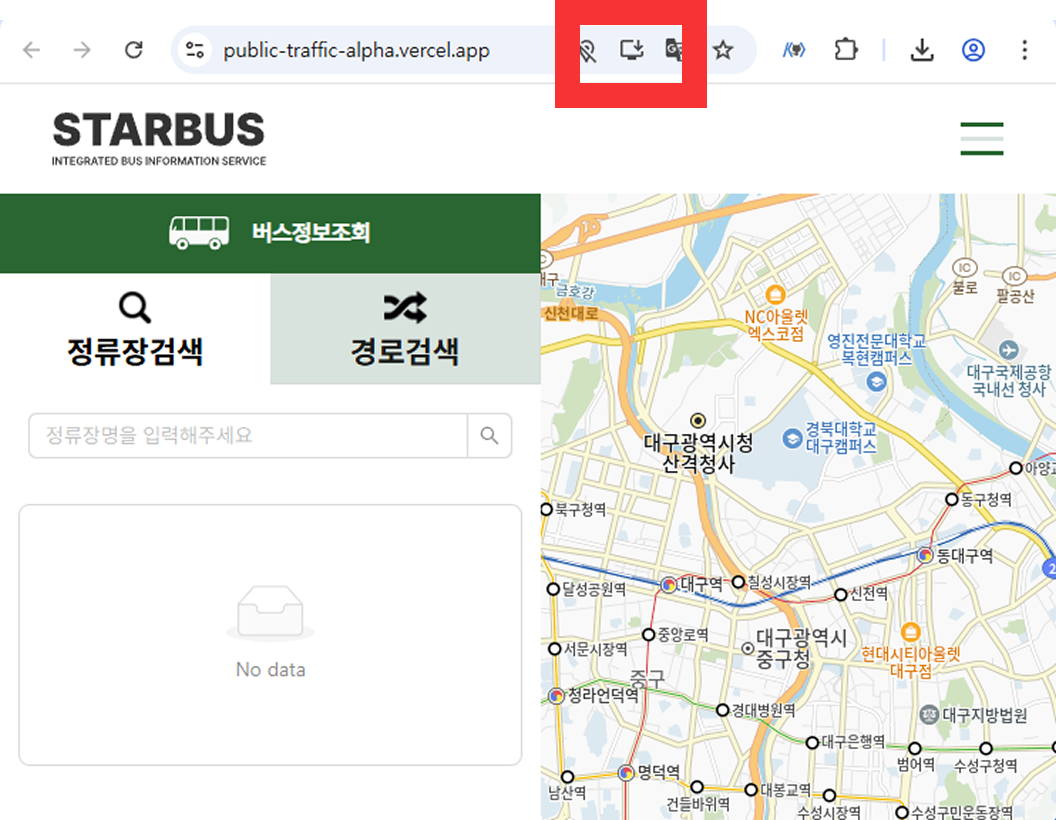 public-traffic-alpha.vercel.app
STARBUS
INTEGRATED BUS INFORMATION SERVICE
버스정보조회
정류장검색
경로검색
정류장명을 입력해주세요
No data
IC
불로
IC
팔공산
금호강
신천대로
NC아울렛
엑스코점
영진전문대학교
복현캠퍼스
대구국제공항
국내선 청사
대구광역시청
산격청사
경북대학교
대구캠퍼스
아양교
동구청역
북구청역
동대구역
2
달성공원역
대구역
칠성시장역
신천역
중앙로역
대구광역시
중구청
서문시장역
현대시티아울렛
대구점
중구
청라언덕역
경대병원역
대구지방법원
대구은행역
범어역
수성구청역
명덕역
남산역
건들바위역
대봉교역
수성시장역
수성구민운동장역